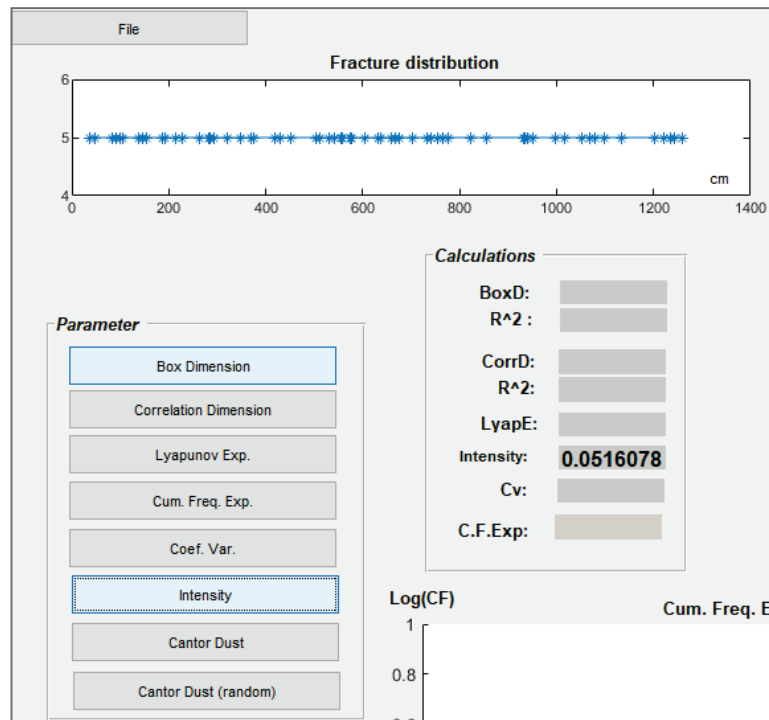 File
Fracture distribution
6
5
4
cm
0 200 400 600 800 1000 1200 1400
Calculations
BoxD:
R^2 :
CorrD:
R^2:
LyapE:
Intensity: 0.0516078
Cv:
C.F.Exp:
Parameter
Box Dimension
Correlation Dimension
Lyapunov Exp.
Cum. Freq. Exp.
Coef. Var.
Intensity
Cantor Dust
Cantor Dust (random)
Log(CF)
Cum. Freq. E
1
0.8